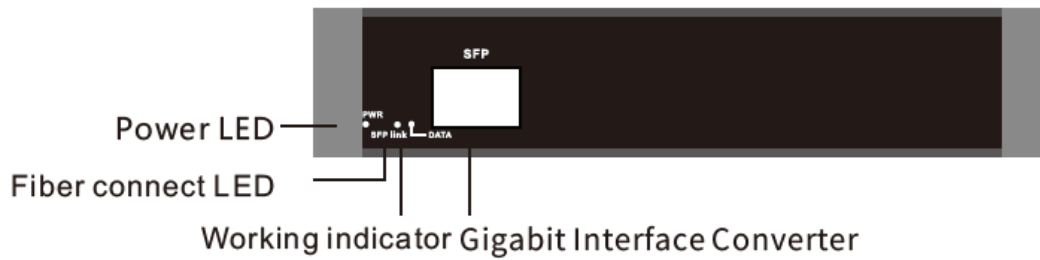 SFP
PWR
SFP link DATA
Power LED
Fiber connect LED
Working indicator Gigabit Interface Converter